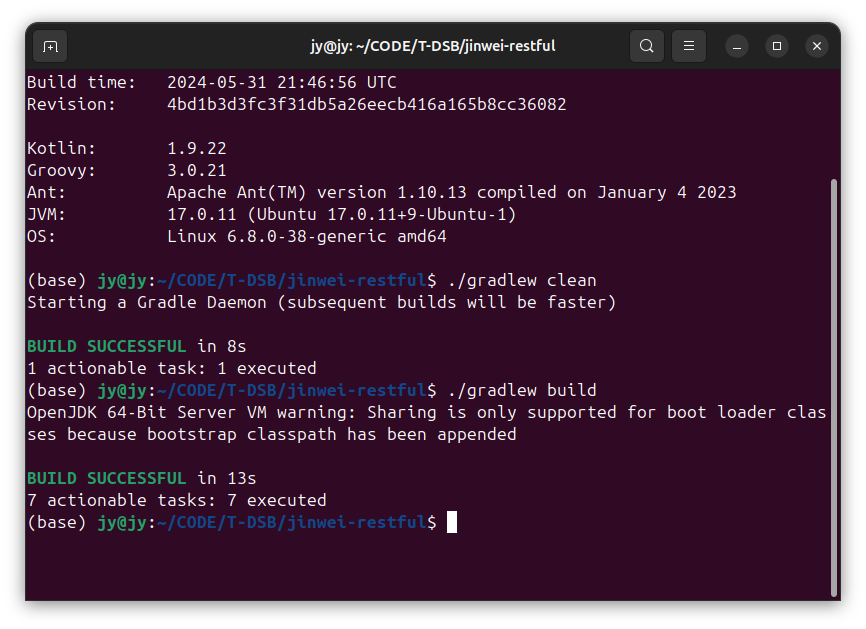 jy@jy: ~/CODE/T-DSB/jinwei-restful
Build time:   2024-05-31 21:46:56 UTC
Revision:     4bd1b3d3fc3f31db5a26eecb416a165b8cc36082
Kotlin:       1.9.22
Groovy:       3.0.21
Ant:          Apache Ant(TM) version 1.10.13 compiled on January 4 2023
JVM:          17.0.11 (Ubuntu 17.0.11+9-Ubuntu-1)
OS:           Linux 6.8.0-38-generic amd64
(base) jy@jy:~/CODE/T-DSB/jinwei-restful$ ./gradlew clean
Starting a Gradle Daemon (subsequent builds will be faster)
BUILD SUCCESSFUL in 8s
1 actionable task: 1 executed
(base) jy@jy:~/CODE/T-DSB/jinwei-restful$ ./gradlew build
OpenJDK 64-Bit Server VM warning: Sharing is only supported for boot loader clas
ses because bootstrap classpath has been appended
BUILD SUCCESSFUL in 13s
7 actionable tasks: 7 executed
(base) jy@jy:~/CODE/T-DSB/jinwei-restful$